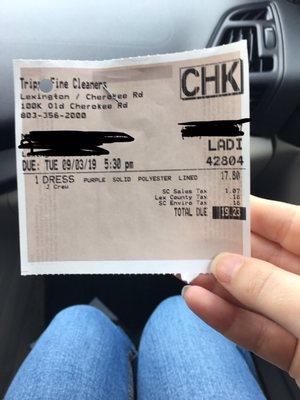 Tripp Fine Cleaners
CHK
Lexington / Cherokee Rd
100K Old Cherokee Rd
803-356-2000
LADI
42804
DUE: TUE 09/03/19 5:30 pm
1 DRESS PURPLE SOLID POLYESTER LINED 17.80
J Crew
SC Sales Tax 1.07
Lex County Tax .18
SC Enviro Tax .18
TOTAL DUE 19.23